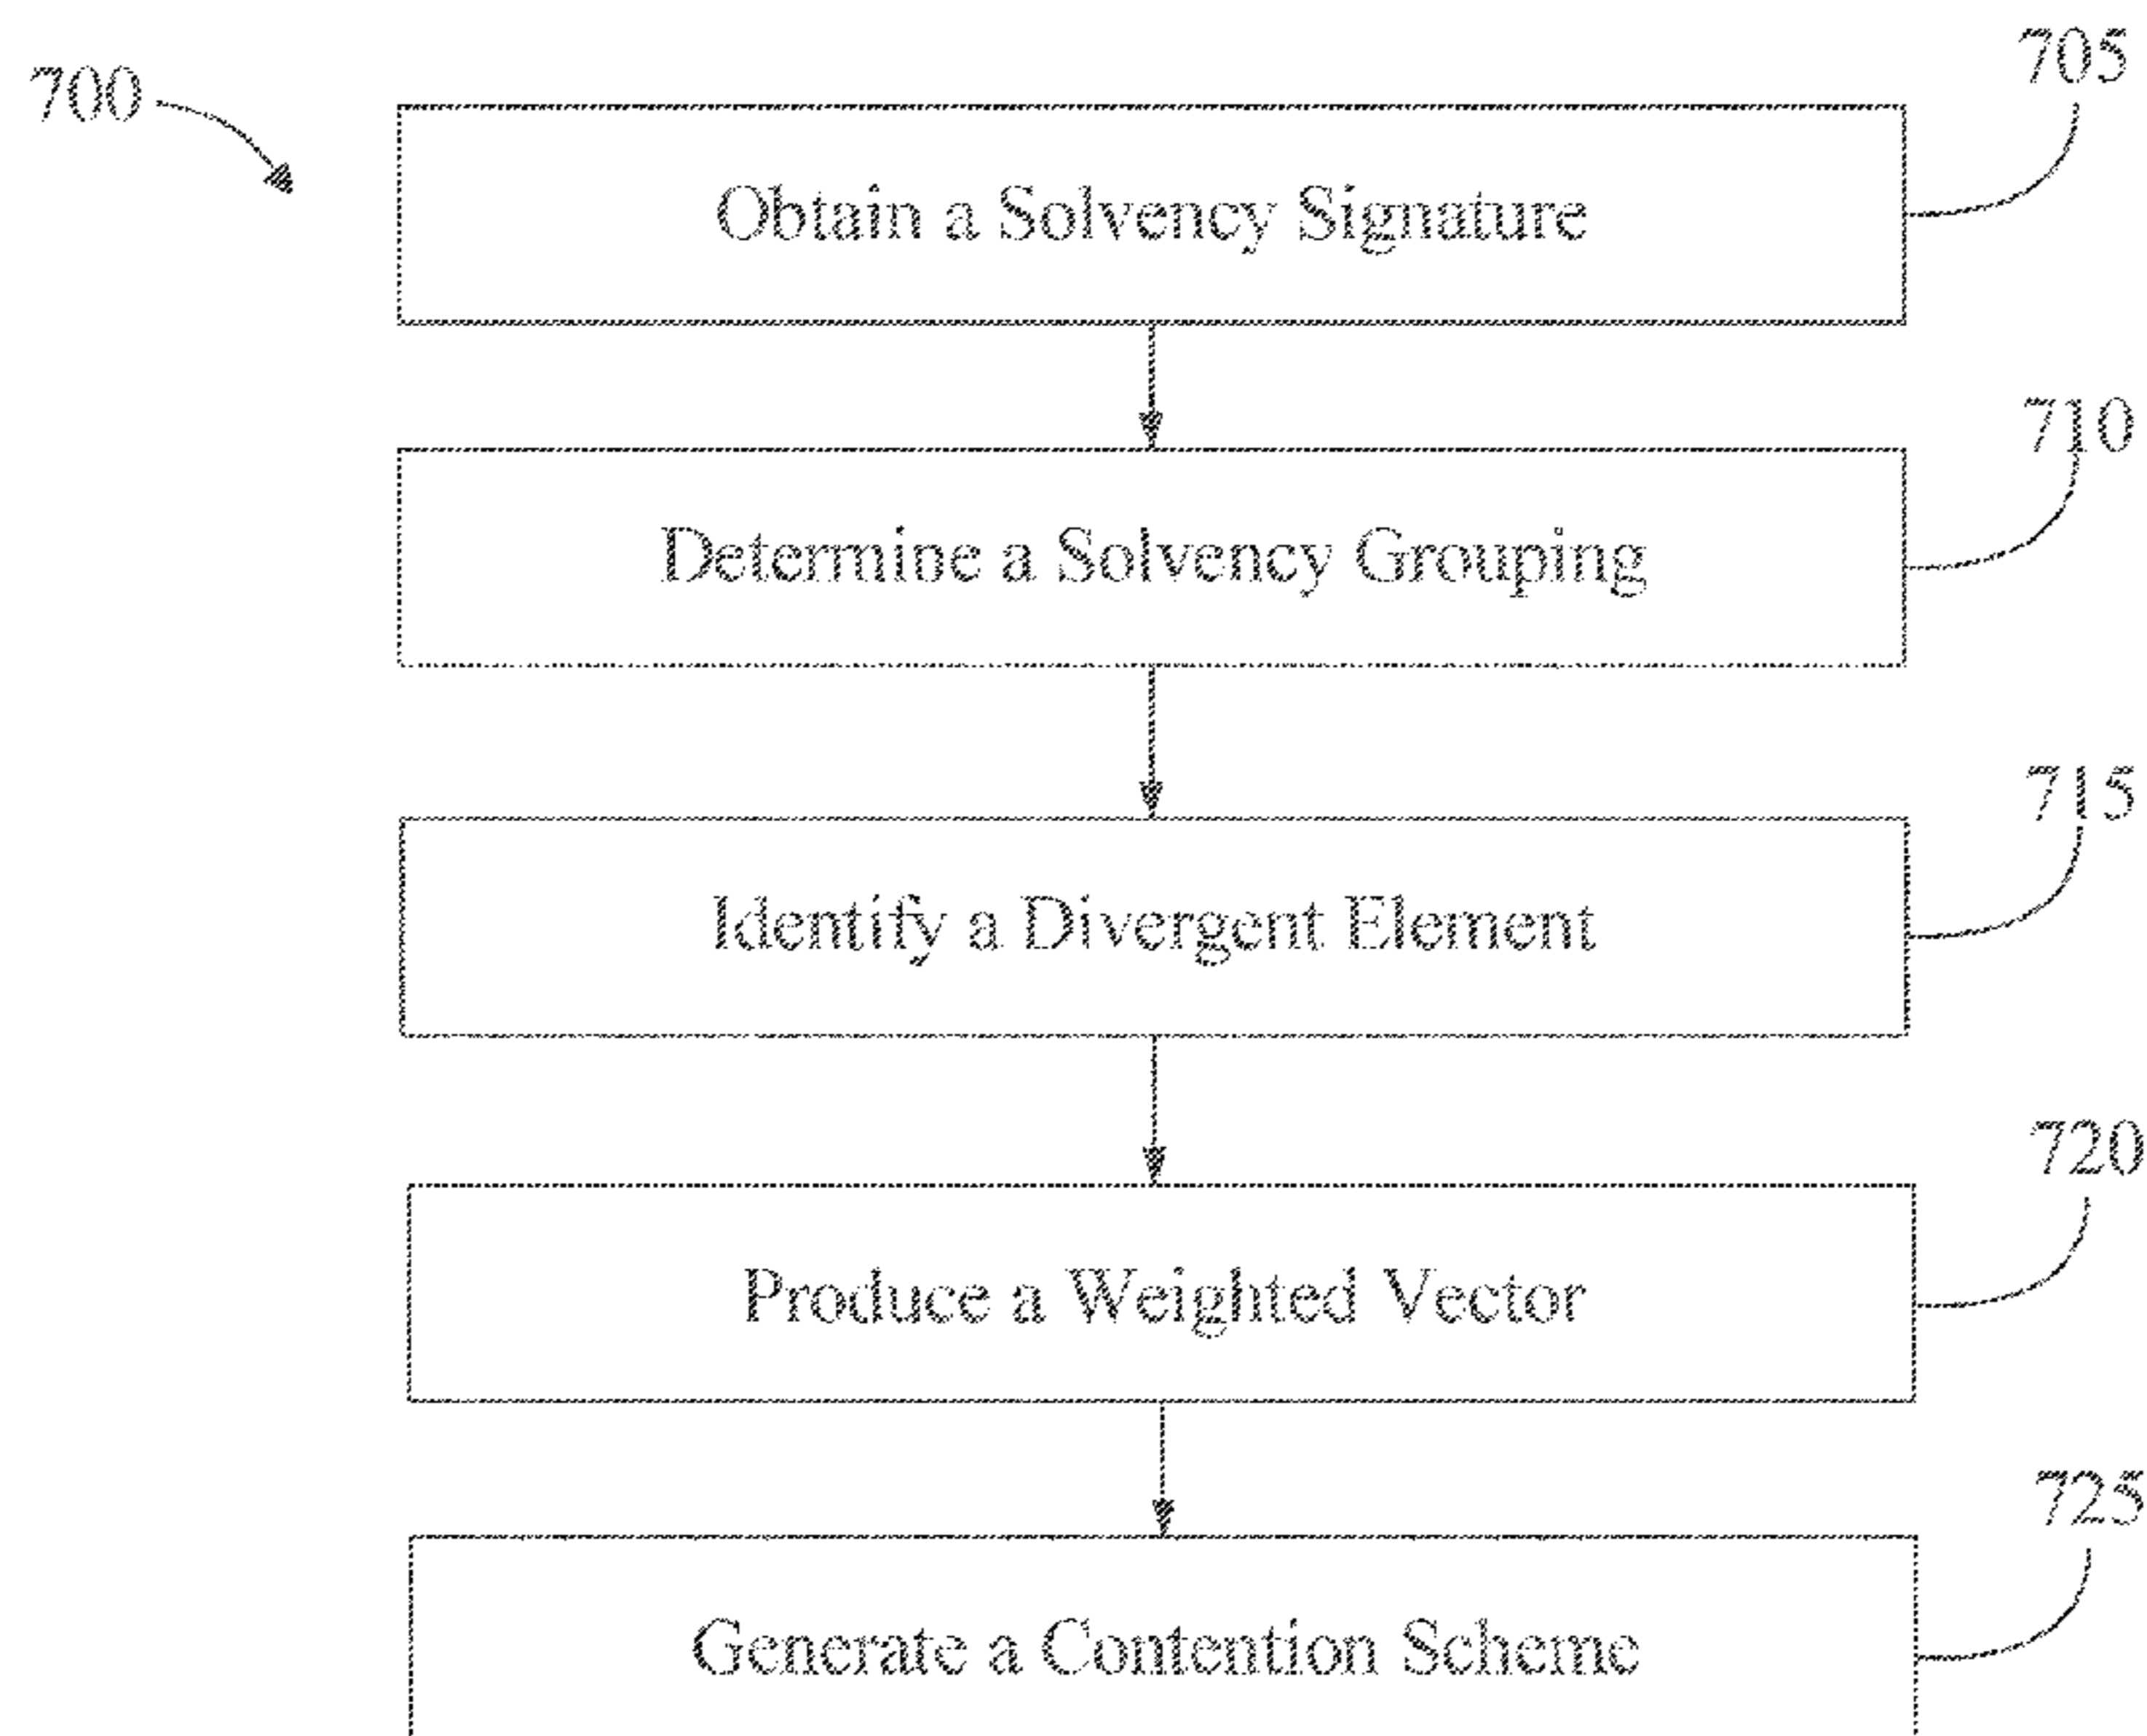 700
705
Obtain a Solvency Signature
710
Determine a Solvency Grouping
715
Identify a Divergent Element
720
Produce a Weighted Vector
725
Generate a Contention Scheme